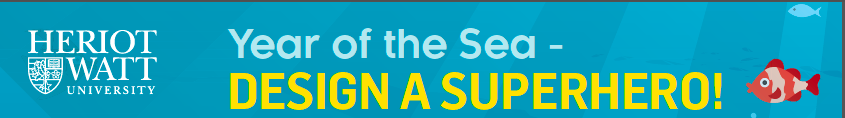 HERIOT
WATT
UNIVERSITY
Year of the Sea -
DESIGN A SUPERHERO!